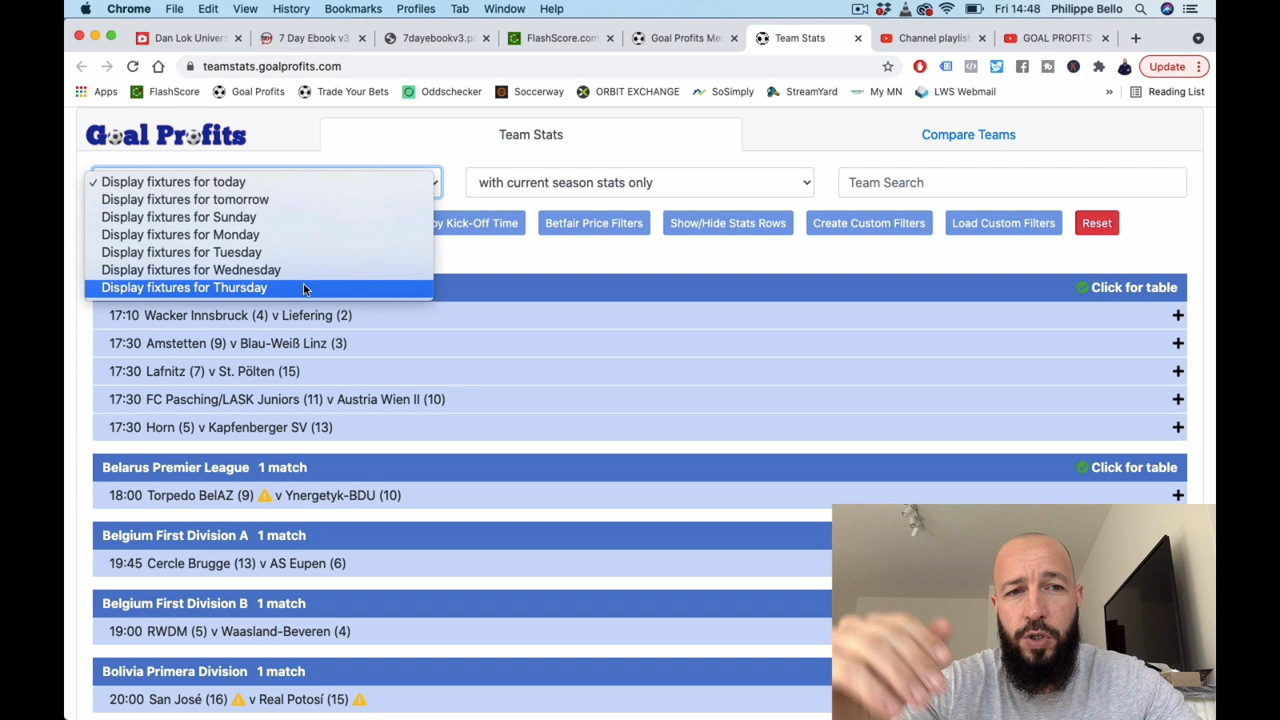 Chrome File Edit View History Bookmarks Profiles Tab Window Help Fri 14:48 Philippe Bello
Dan Lok Univers 7 Day Ebook v3 7dayebookv3.p FlashScore.com Goal Profits Me Team Stats Channel playlist GOAL PROFITS
teamstats.goalprofits.com Update
Apps FlashScore Goal Profits Trade Your Bets Oddschecker Soccerway ORBIT EXCHANGE SoSimply StreamYard My MN LWS Webmail » Reading List
Goal Profits Team Stats Compare Teams
✓ Display fixtures for today with current season stats only Team Search
Display fixtures for tomorrow
Display fixtures for Sunday by Kick-Off Time Betfair Price Filters Show/Hide Stats Rows Create Custom Filters Load Custom Filters Reset
Display fixtures for Monday
Display fixtures for Tuesday
Display fixtures for Wednesday
Display fixtures for Thursday Click for table
17:10 Wacker Innsbruck (4) v Liefering (2)
17:30 Amstetten (9) v Blau-Weiß Linz (3)
17:30 Lafnitz (7) v St. Pölten (15)
17:30 FC Pasching/LASK Juniors (11) v Austria Wien II (10)
17:30 Horn (5) v Kapfenberger SV (13)
Belarus Premier League 1 match Click for table
18:00 Torpedo BelAZ (9) v Ynergetyk-BDU (10)
Belgium First Division A 1 match
19:45 Cercle Brugge (13) v AS Eupen (6)
Belgium First Division B 1 match
19:00 RWDM (5) v Waasland-Beveren (4)
Bolivia Primera División 1 match
20:00 San José (16) v Real Potosí (15)